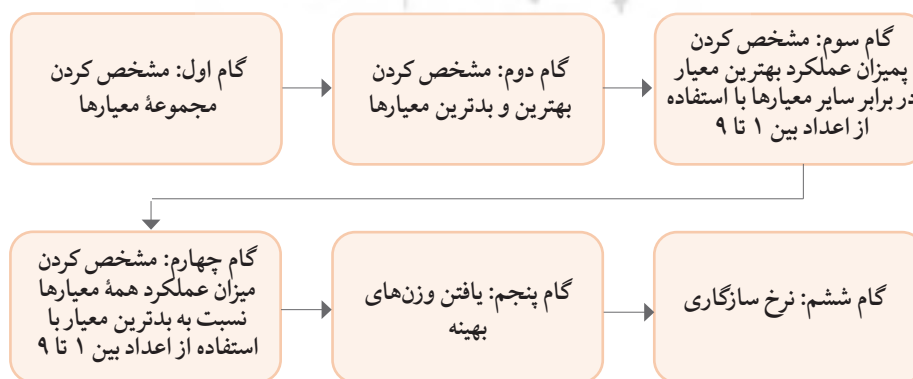 گام اول: مشخص کردن
مجموعهٔ معیارها
گام دوم: مشخص کردن
بهترین و بدترین معیارها
گام سوم: مشخص کردن
پمیزان عملکرد بهترین معیار
در برابر سایر معیارها با استفاده
از اعداد بین ۱ تا ۹
گام چهارم: مشخص کردن
میزان عملکرد همهٔ معیارها
نسبت به بدترین معیار با
استفاده از اعداد بین ۱ تا ۹
گام پنجم: یافتن وزن‌های
بهینه
گام ششم: نرخ سازگاری